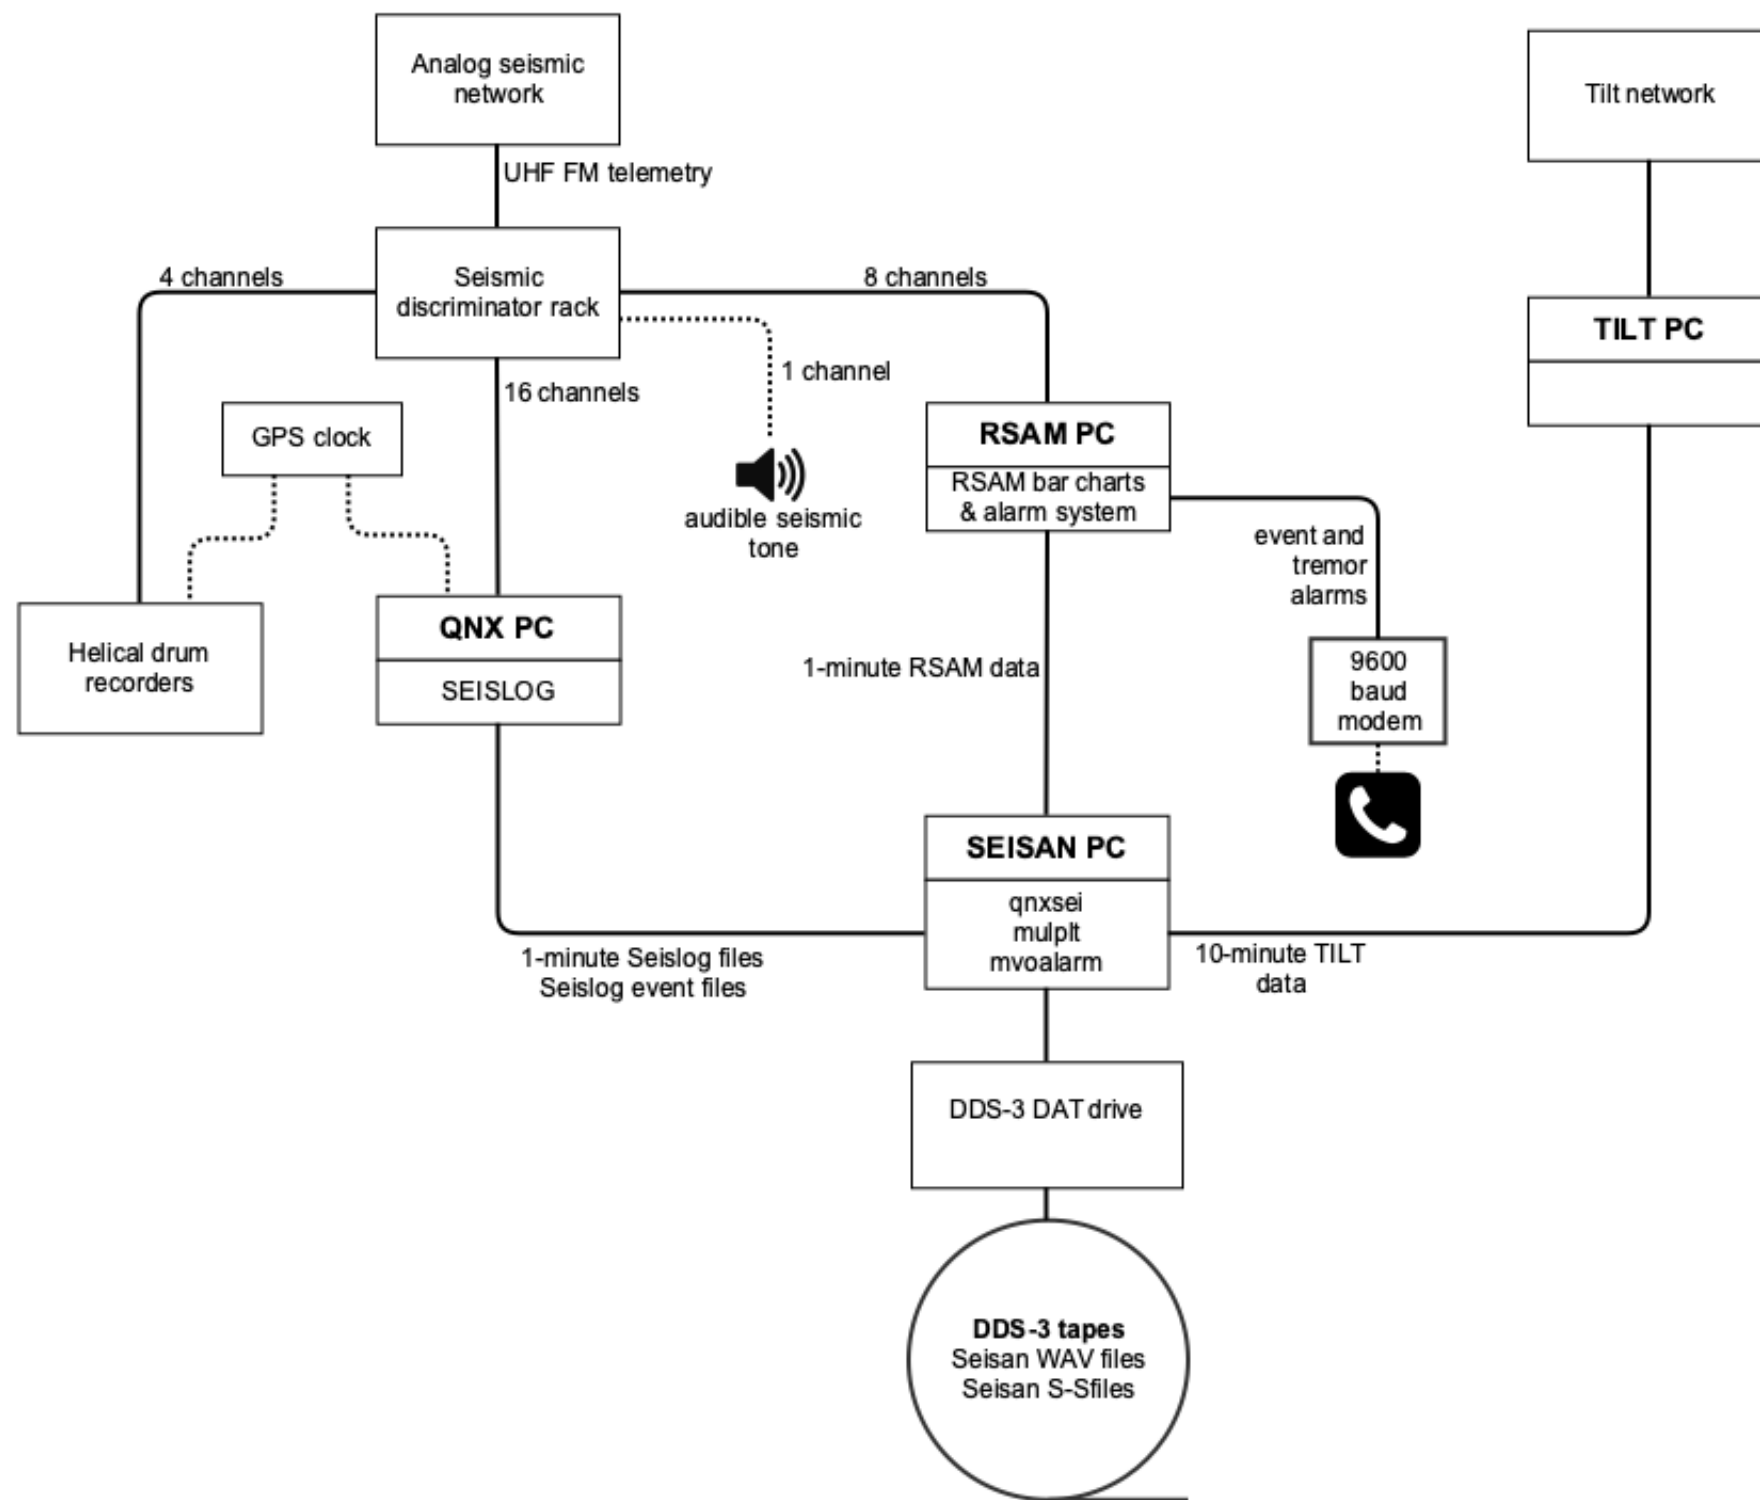 Analog seismic
network
Tilt network
UHF FM telemetry
4 channels
Seismic
discriminator rack
8 channels
TILT PC
1 channel
16 channels
GPS clock
RSAM PC
RSAM bar charts
& alarm system
audible seismic
tone
event and
tremor
alarms
QNX PC
SEISLOG
Helical drum
recorders
1-minute RSAM data
9600
baud
modem
SEISAN PC
qnxsei
mulplt
mvoalarm
1-minute Seislog files
Seislog event files
10-minute TILT
data
DDS-3 DAT drive
DDS-3 tapes
Seisan WAV files
Seisan S-Sfiles